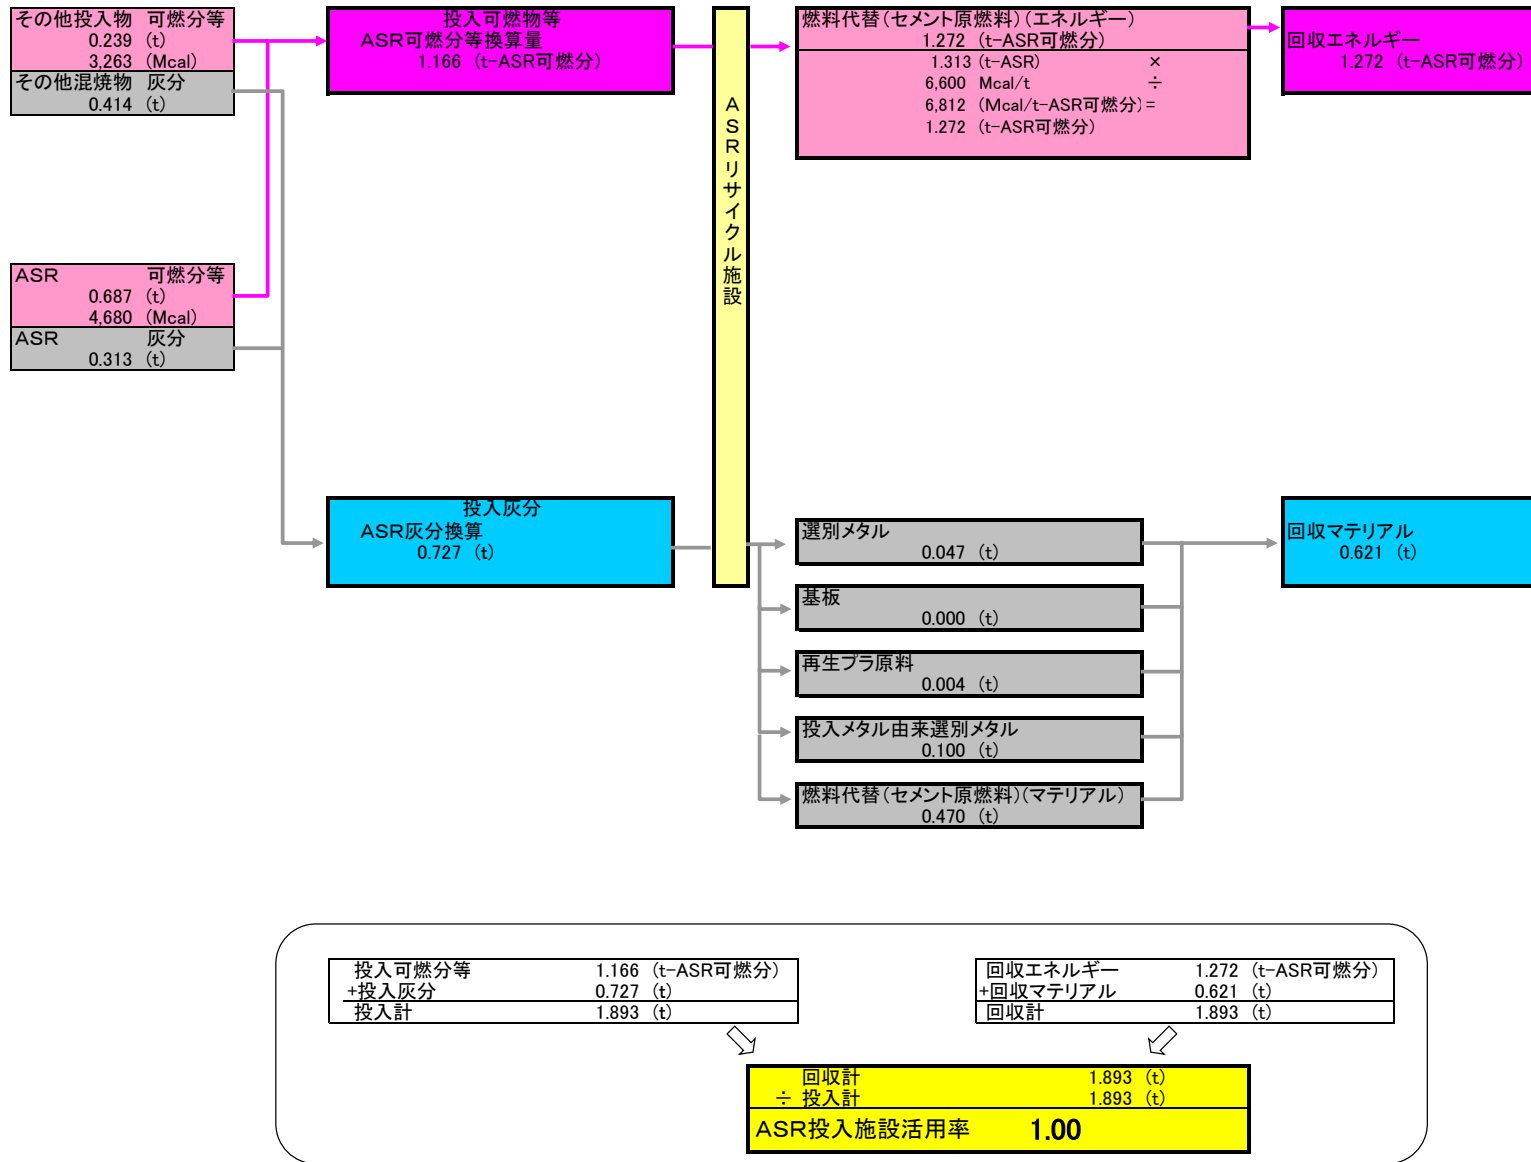 その他投入物 可燃分等
0.239 (t)
3,263 (Mcal)
その他混焼物 灰分
0.414 (t)
ASR 可燃分等
0.687 (t)
4,680 (Mcal)
ASR 灰分
0.313 (t)
投入可燃物等
ASR可燃分等換算量
1.166 (t-ASR可燃分)
投入灰分
ASR灰分換算
0.727 (t)
ASRリサイクル施設
燃料代替(セメント原燃料)(エネルギー)
1.272 (t-ASR可燃分)
1.313 (t-ASR) ×
6,600 Mcal/t ÷
6,812 (Mcal/t-ASR可燃分) =
1.272 (t-ASR可燃分)
回収エネルギー
1.272 (t-ASR可燃分)
選別メタル
0.047 (t)
基板
0.000 (t)
再生プラ原料
0.004 (t)
投入メタル由来選別メタル
0.100 (t)
燃料代替(セメント原燃料)(マテリアル)
0.470 (t)
回収マテリアル
0.621 (t)
投入可燃分等 1.166 (t-ASR可燃分)
+投入灰分 0.727 (t)
投入計 1.893 (t)
回収エネルギー 1.272 (t-ASR可燃分)
+回収マテリアル 0.621 (t)
回収計 1.893 (t)
回収計 1.893 (t)
÷ 投入計 1.893 (t)
ASR投入施設活用率 1.00